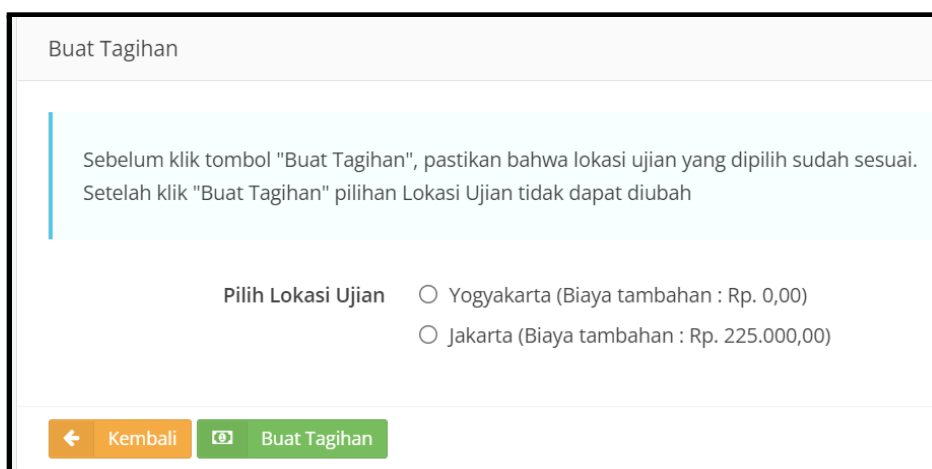 Buat Tagihan
Sebelum klik tombol "Buat Tagihan", pastikan bahwa lokasi ujian yang dipilih sudah sesuai.
Setelah klik "Buat Tagihan" pilihan Lokasi Ujian tidak dapat diubah
Pilih Lokasi Ujian Yogyakarta (Biaya tambahan : Rp. 0,00)
Jakarta (Biaya tambahan : Rp. 225.000,00)
Kembali Buat Tagihan